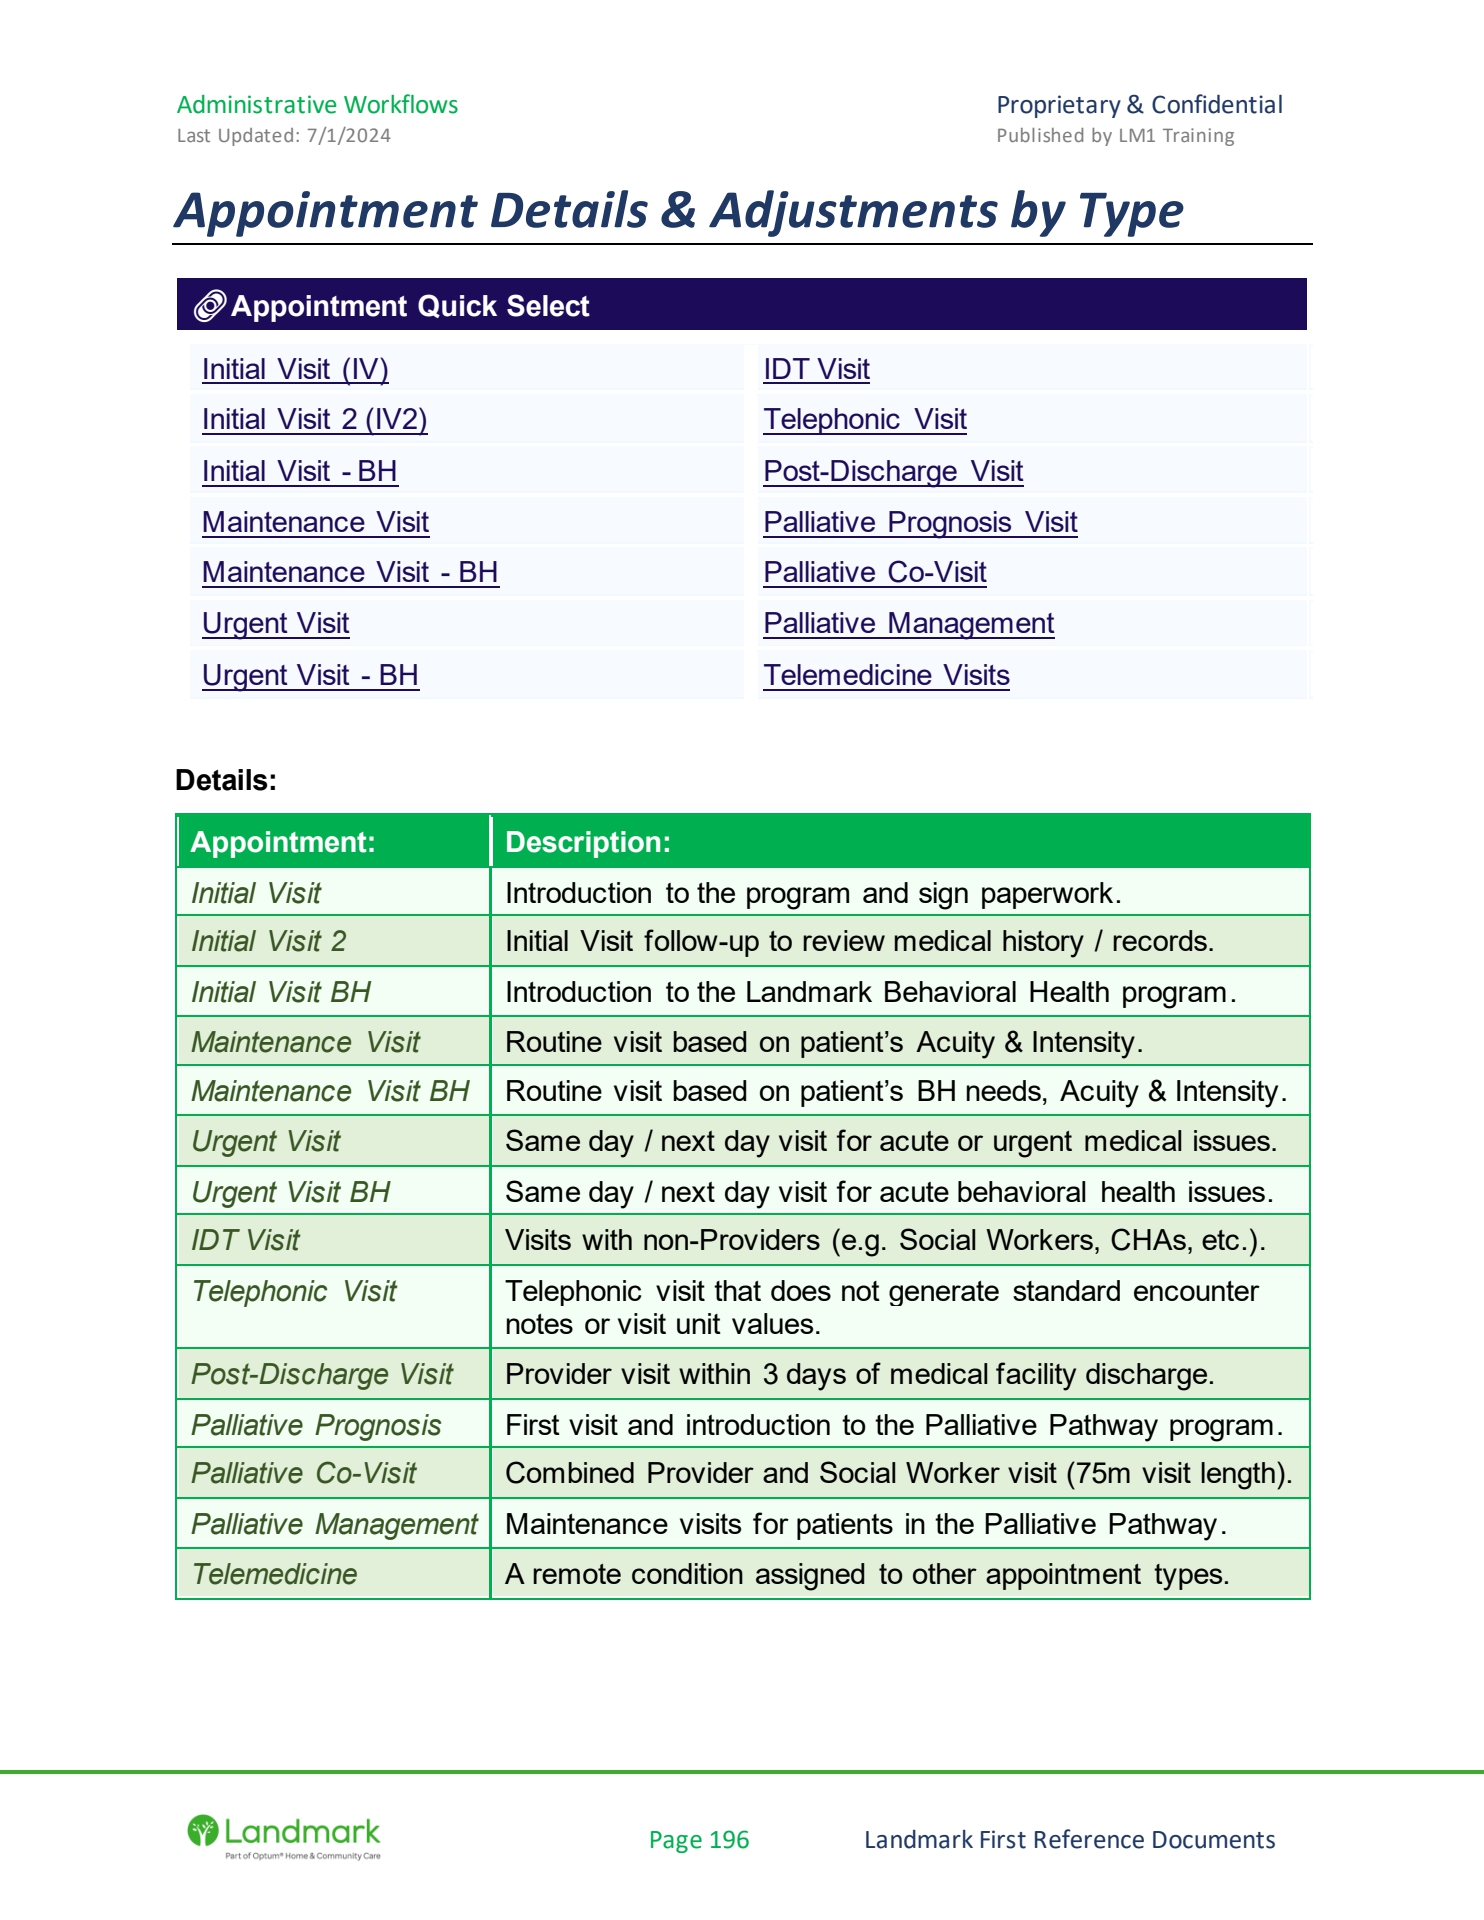 Administrative Workflows
Proprietary & Confidential
Last Updated: 7/1/2024
Published by LM1 Training
Appointment Details & Adjustments by Type
Appointment Quick Select
Initial Visit (IV)
IDT Visit
Initial Visit 2 (IV2)
Telephonic Visit
Initial Visit - BH
Post-Discharge Visit
Maintenance Visit
Palliative Prognosis Visit
Maintenance Visit - BH
Palliative Co-Visit
Urgent Visit
Palliative Management
Urgent Visit - BH
Telemedicine Visits
Details:
Appointment: Description:
Initial Visit Introduction to the program and sign paperwork.
Initial Visit 2 Initial Visit follow-up to review medical history / records.
Initial Visit BH Introduction to the Landmark Behavioral Health program.
Maintenance Visit Routine visit based on patient’s Acuity & Intensity.
Maintenance Visit BH Routine visit based on patient’s BH needs, Acuity & Intensity.
Urgent Visit Same day / next day visit for acute or urgent medical issues.
Urgent Visit BH Same day / next day visit for acute behavioral health issues.
IDT Visit Visits with non-Providers (e.g. Social Workers, CHAs, etc.).
Telephonic Visit Telephonic visit that does not generate standard encounter
notes or visit unit values.
Post-Discharge Visit Provider visit within 3 days of medical facility discharge.
Palliative Prognosis First visit and introduction to the Palliative Pathway program.
Palliative Co-Visit Combined Provider and Social Worker visit (75m visit length).
Palliative Management Maintenance visits for patients in the Palliative Pathway.
Telemedicine A remote condition assigned to other appointment types.
Landmark
Part of Optum® Home & Community Care
Page 196
Landmark First Reference Documents